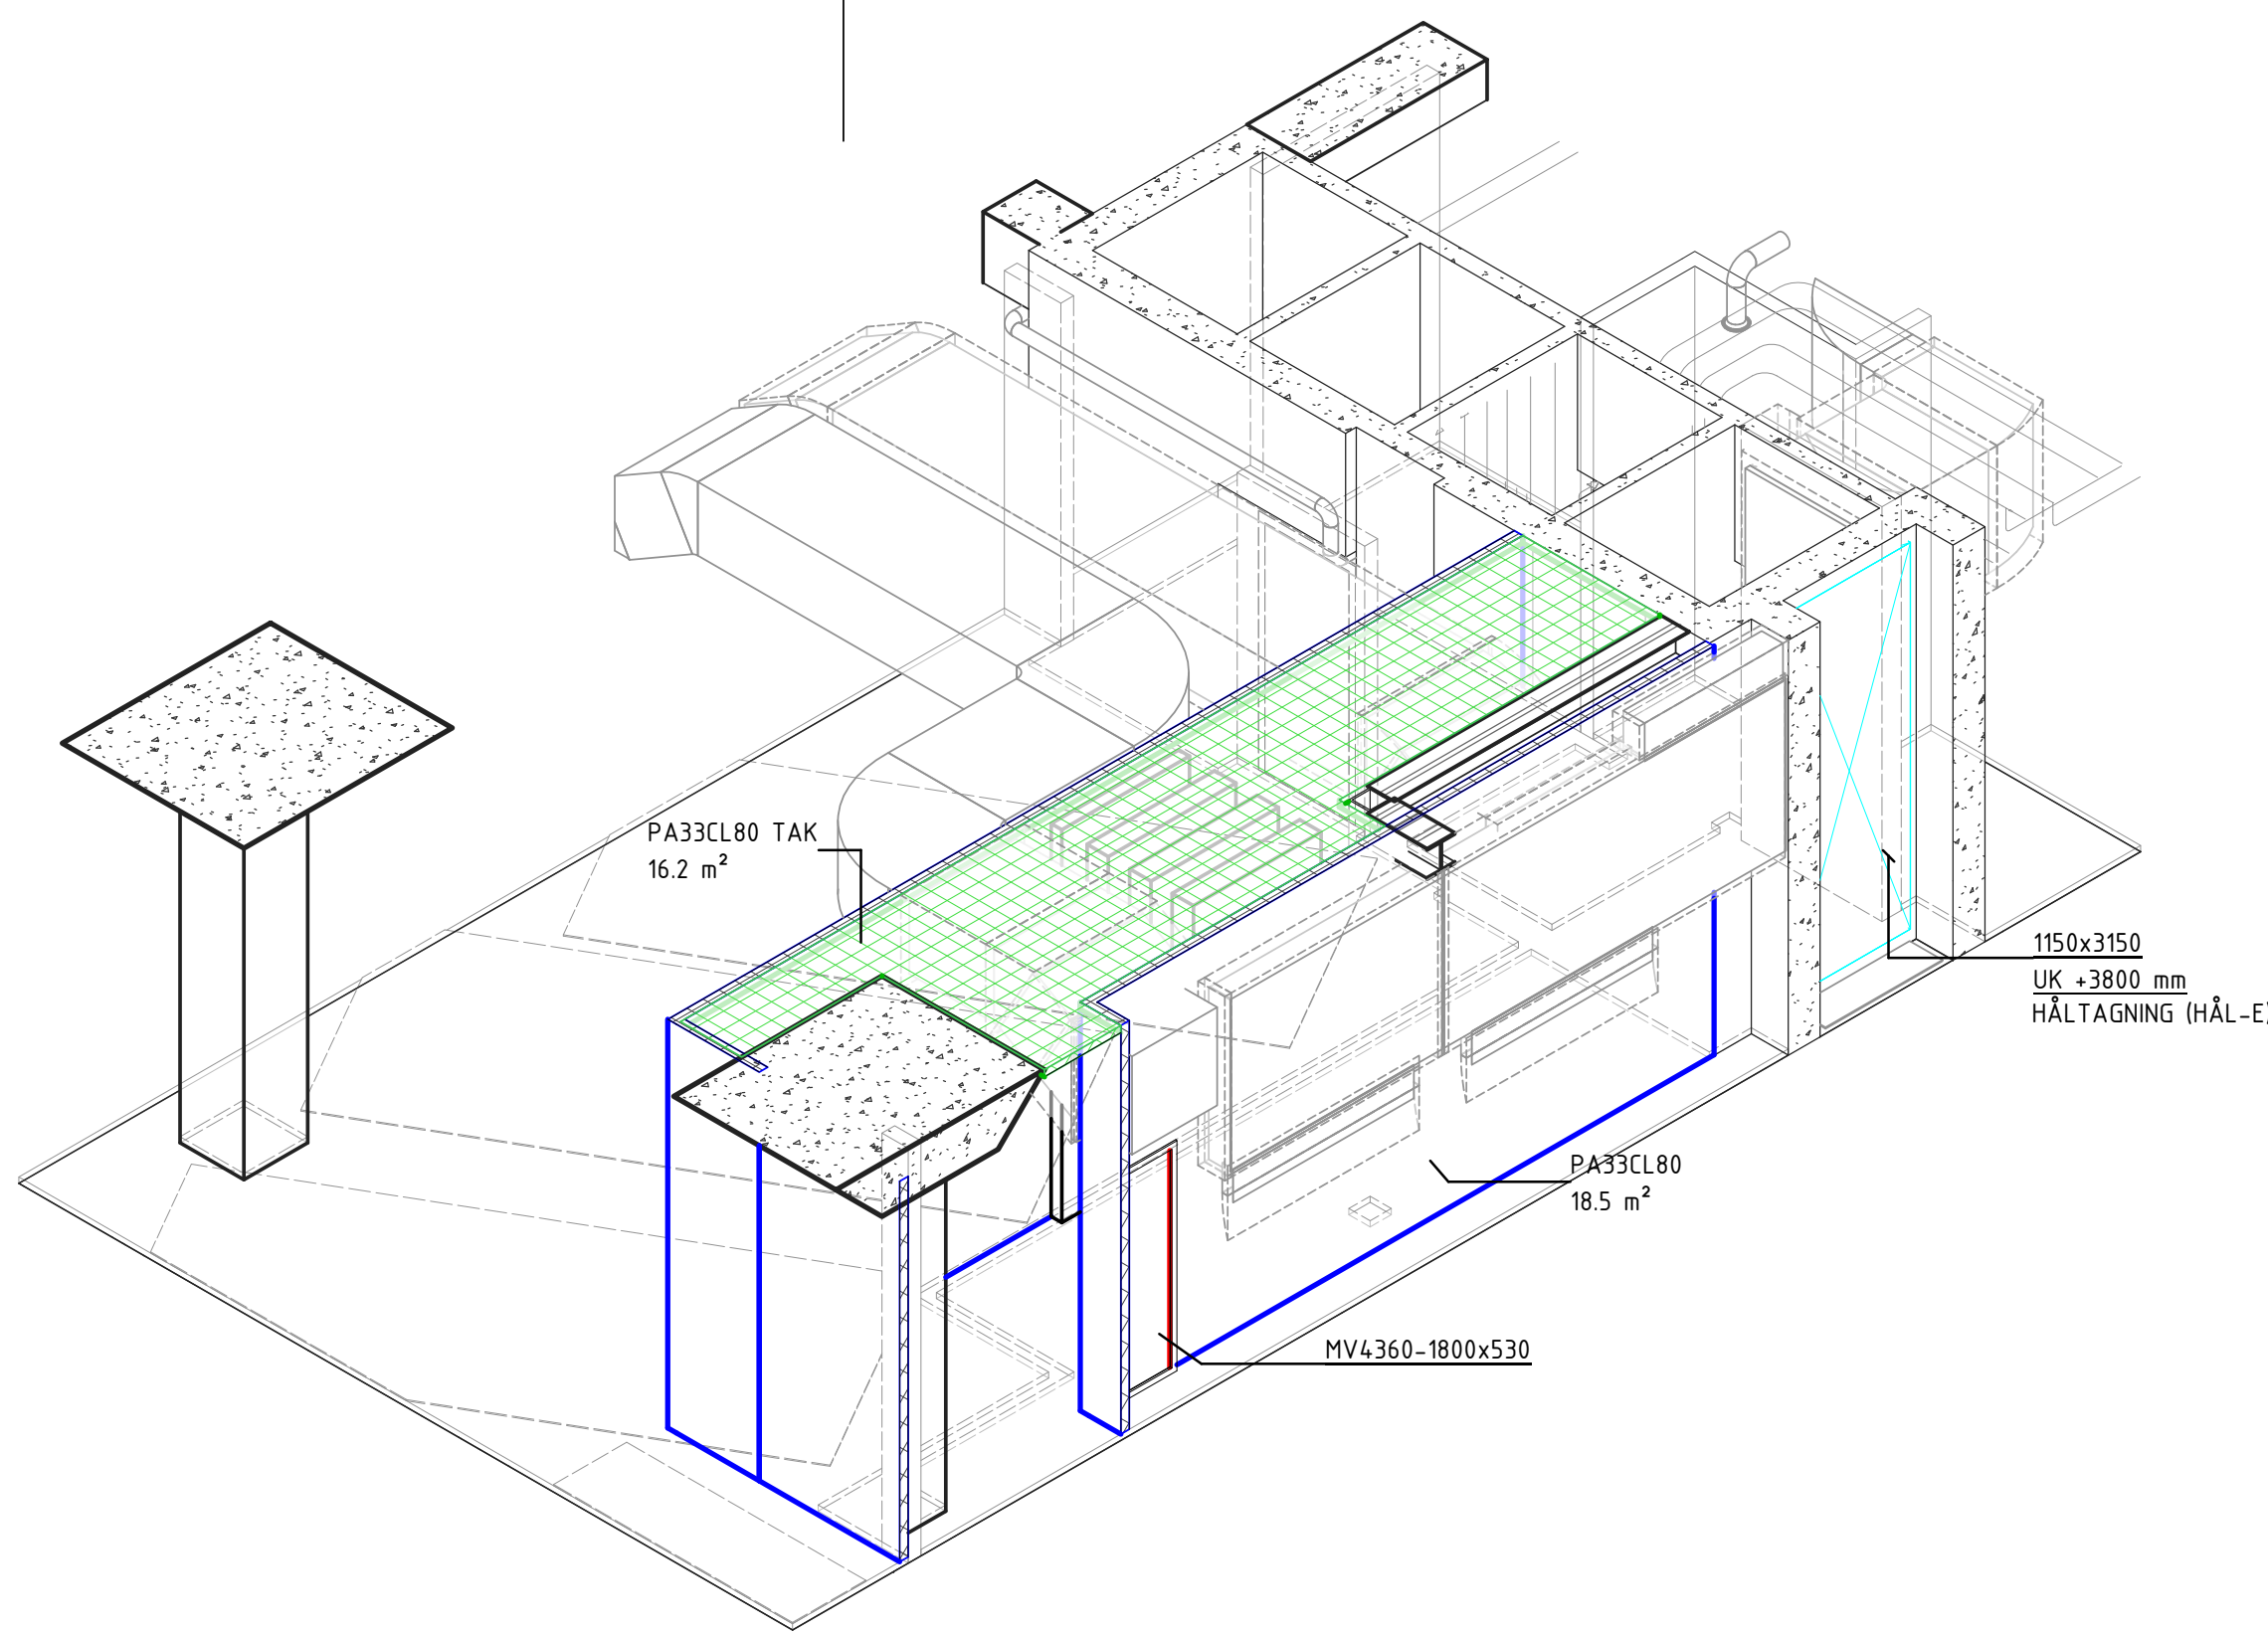 PA33CL80 TAK
16.2 m²
1150x3150
UK +3800 mm
HÅLTAGNING (HÅL-E)
PA33CL80
18.5 m²
MV4360-1800x530